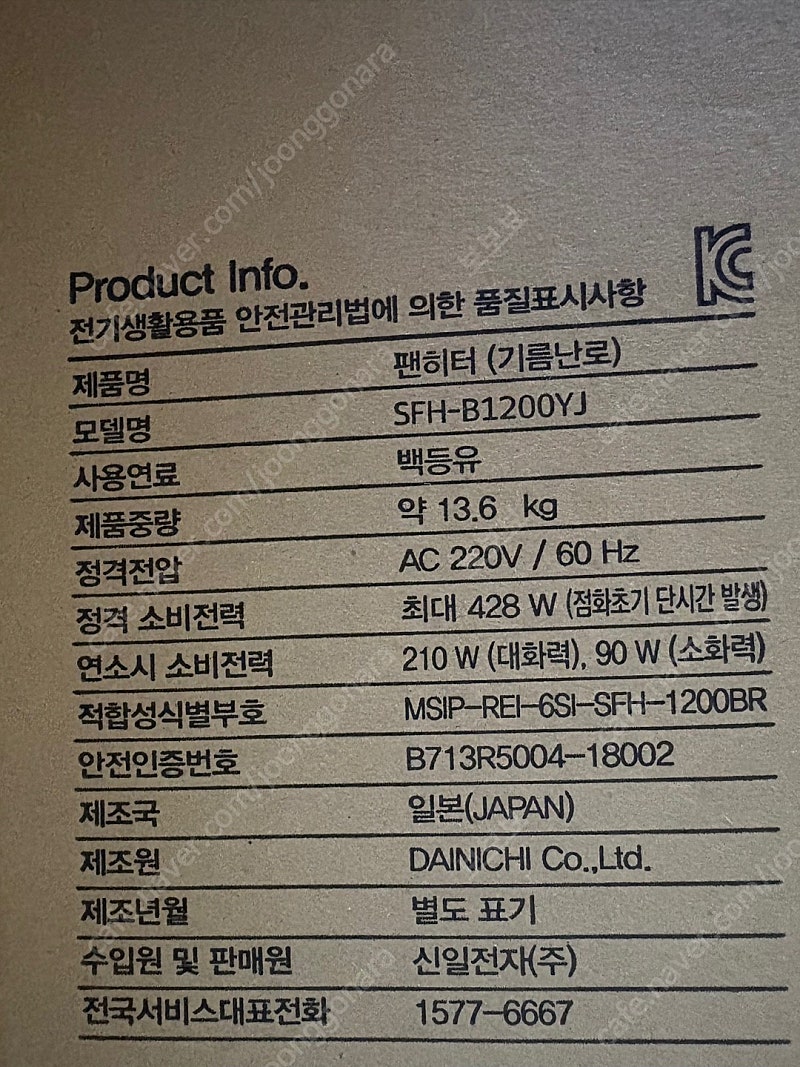 Product Info.
전기생활용품 안전관리법에 의한 품질표시사항
제품명 팬히터 (기름난로)
모델명 SFH-B1200YJ
사용연료 백등유
제품중량 약 13.6 kg
정격전압 AC 220V / 60 Hz
정격 소비전력 최대 428 W (점화초기 단시간 발생)
연소시 소비전력 210 W (대화력), 90 W (소화력)
적합성식별부호 MSIP-REI-6SI-SFH-1200BR
안전인증번호 B713R5004-18002
제조국 일본(JAPAN)
제조원 DAINICHI Co.,Ltd.
제조년월 별도 표기
수입원 및 판매원 신일전자(주)
전국서비스대표전화 1577-6667